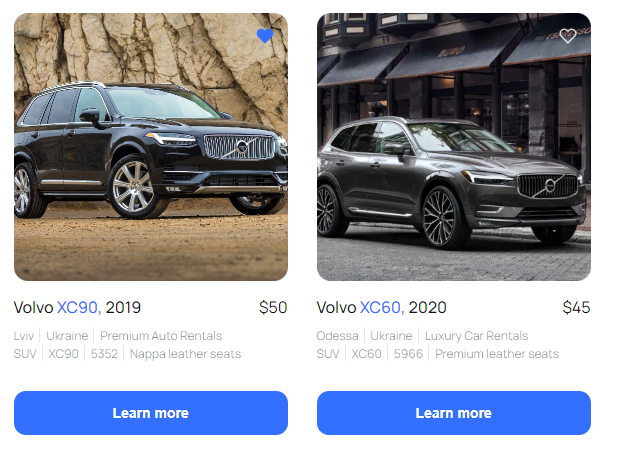 BURD
Volvo XC90, 2019 $50
Lviv Ukraine Premium Auto Rentals
SUV XC90 5352 Nappa leather seats
Learn more
Volvo XC60, 2020 $45
Odessa Ukraine Luxury Car Rentals
SUV XC60 5966 Premium leather seats
Learn more